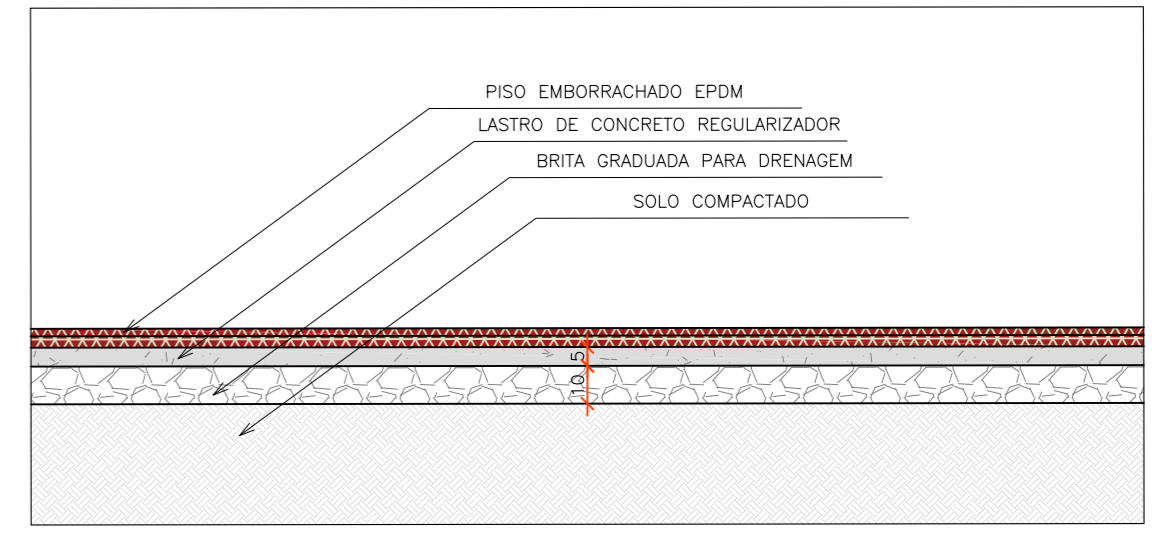 PISO EMBORRACHADO EPDM
LASTRO DE CONCRETO REGULARIZADOR
BRITA GRADUADA PARA DRENAGEM
SOLO COMPACTADO
5
10